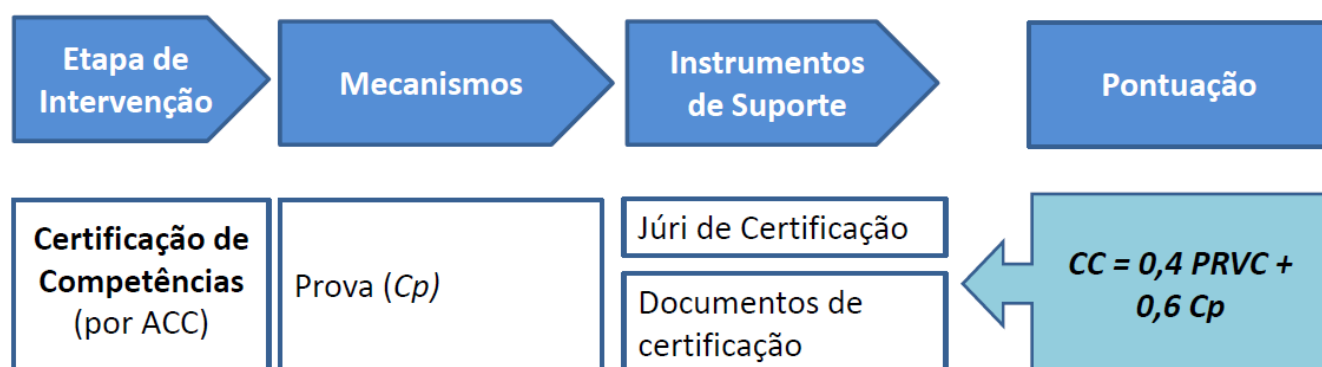 Etapa de
Intervenção
Mecanismos
Instrumentos
de Suporte
Pontuação
Certificação de
Competências
(por ACC)
Prova (Cp)
Júri de Certificação
Documentos de
certificação
CC = 0,4 PRVC +
0,6 Cp